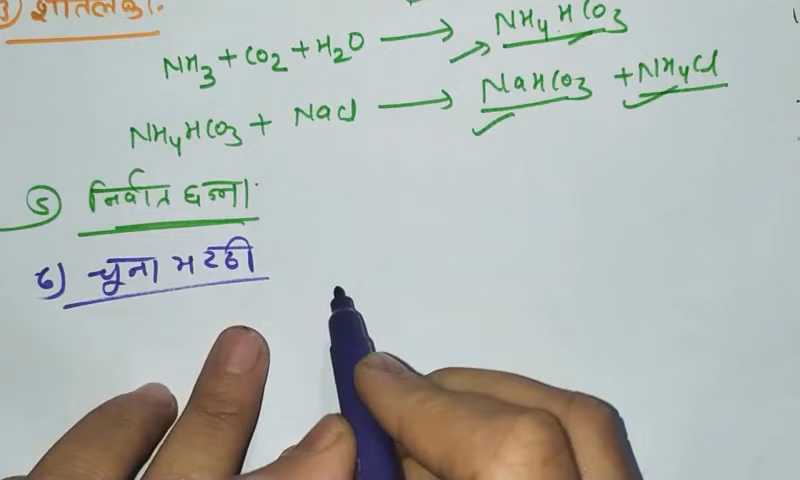 3) शीतलक.
NH3 + CO2 + H2O → NH4HCO3
NH4HCO3 + NaCl → NaHCO3 + NH4Cl
5) निर्वात छन्ना.
6) चूना भट्ठी